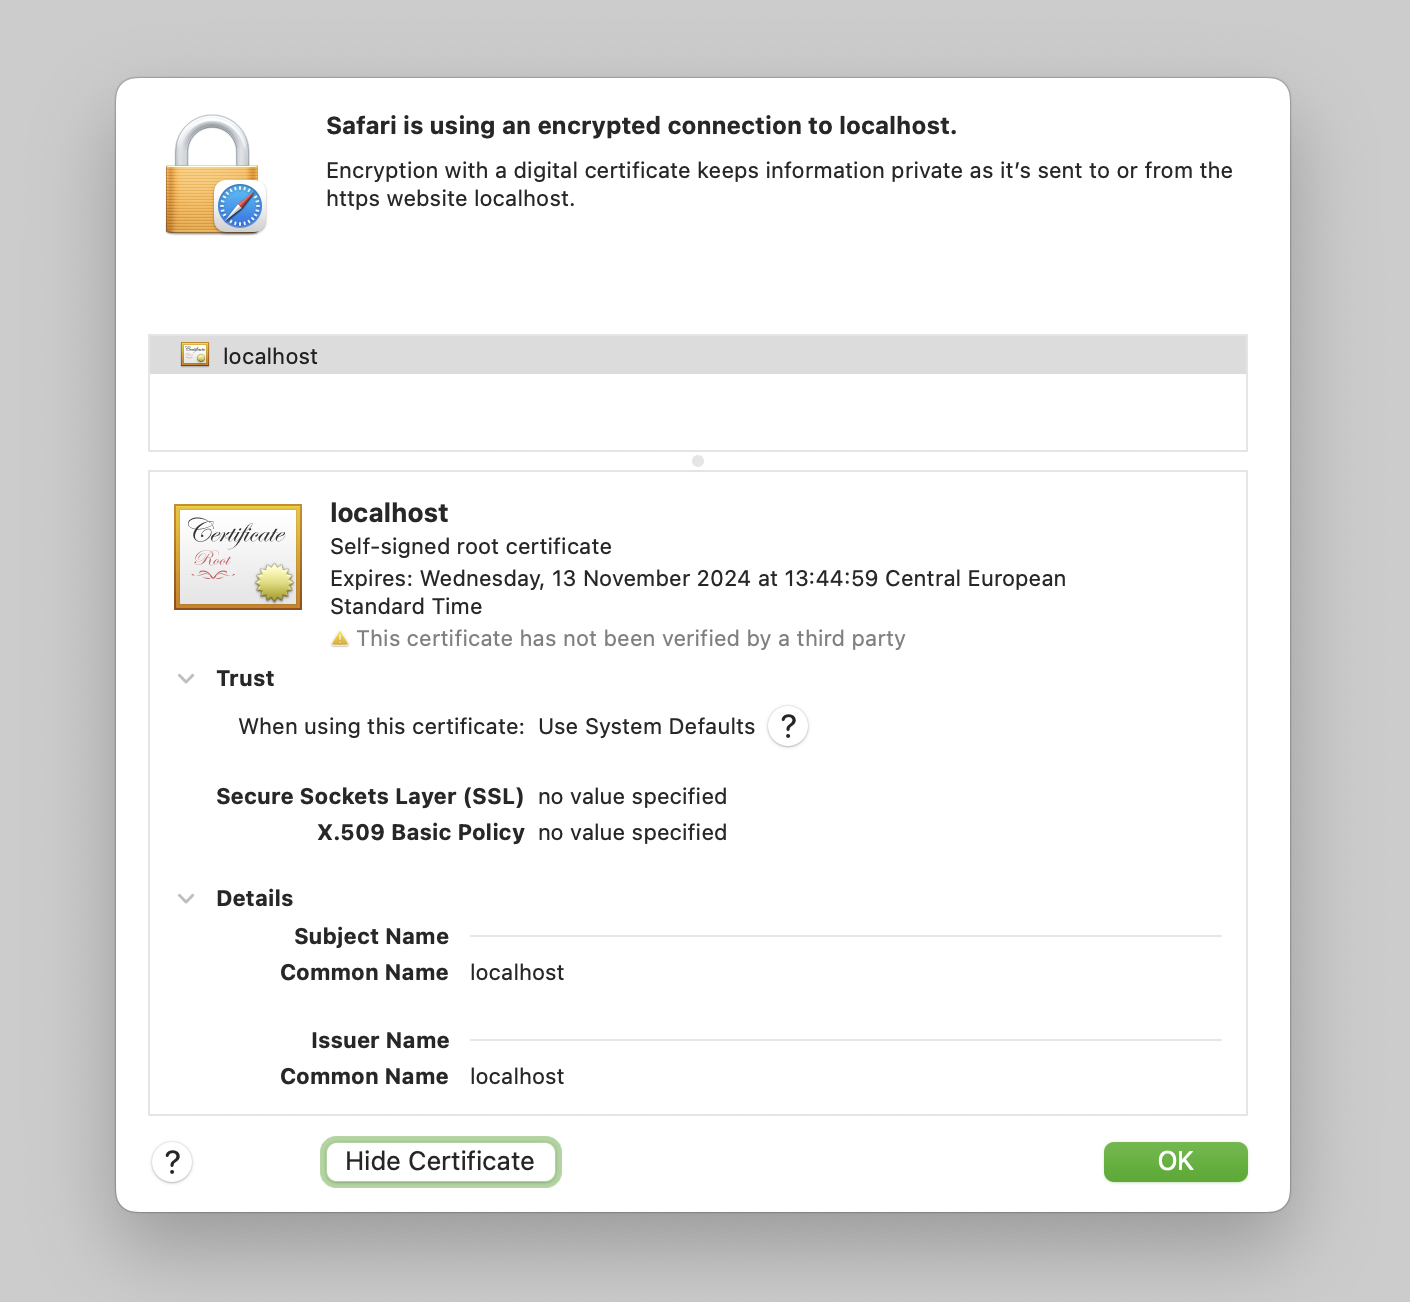 Safari is using an encrypted connection to localhost.
Encryption with a digital certificate keeps information private as it’s sent to or from the
https website localhost.
localhost
Certificate
Root
localhost
Self-signed root certificate
Expires: Wednesday, 13 November 2024 at 13:44:59 Central European
Standard Time
This certificate has not been verified by a third party
Trust
When using this certificate: Use System Defaults ?
Secure Sockets Layer (SSL) no value specified
X.509 Basic Policy no value specified
Details
Subject Name
Common Name localhost
Issuer Name
Common Name localhost
? Hide Certificate OK